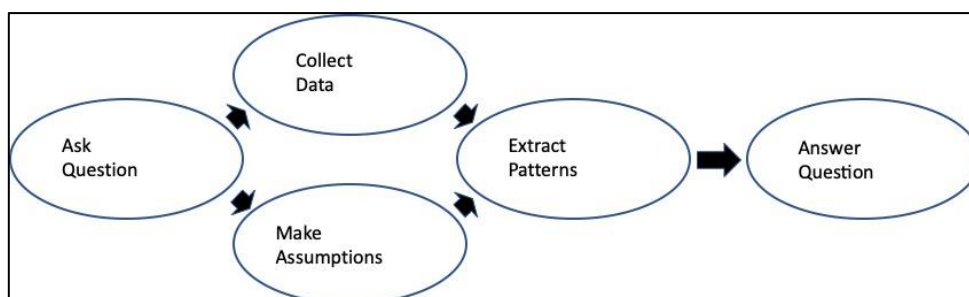 Ask
Question
Collect
Data
Make
Assumptions
Extract
Patterns
Answer
Question